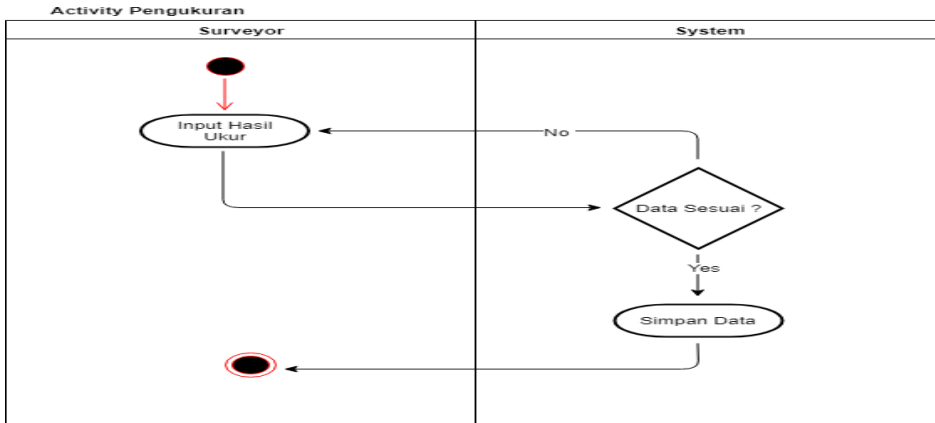 Activity Pengukuran
Surveyor
System
Input Hasil
Ukur
No
Data Sesuai ?
Yes
Simpan Data